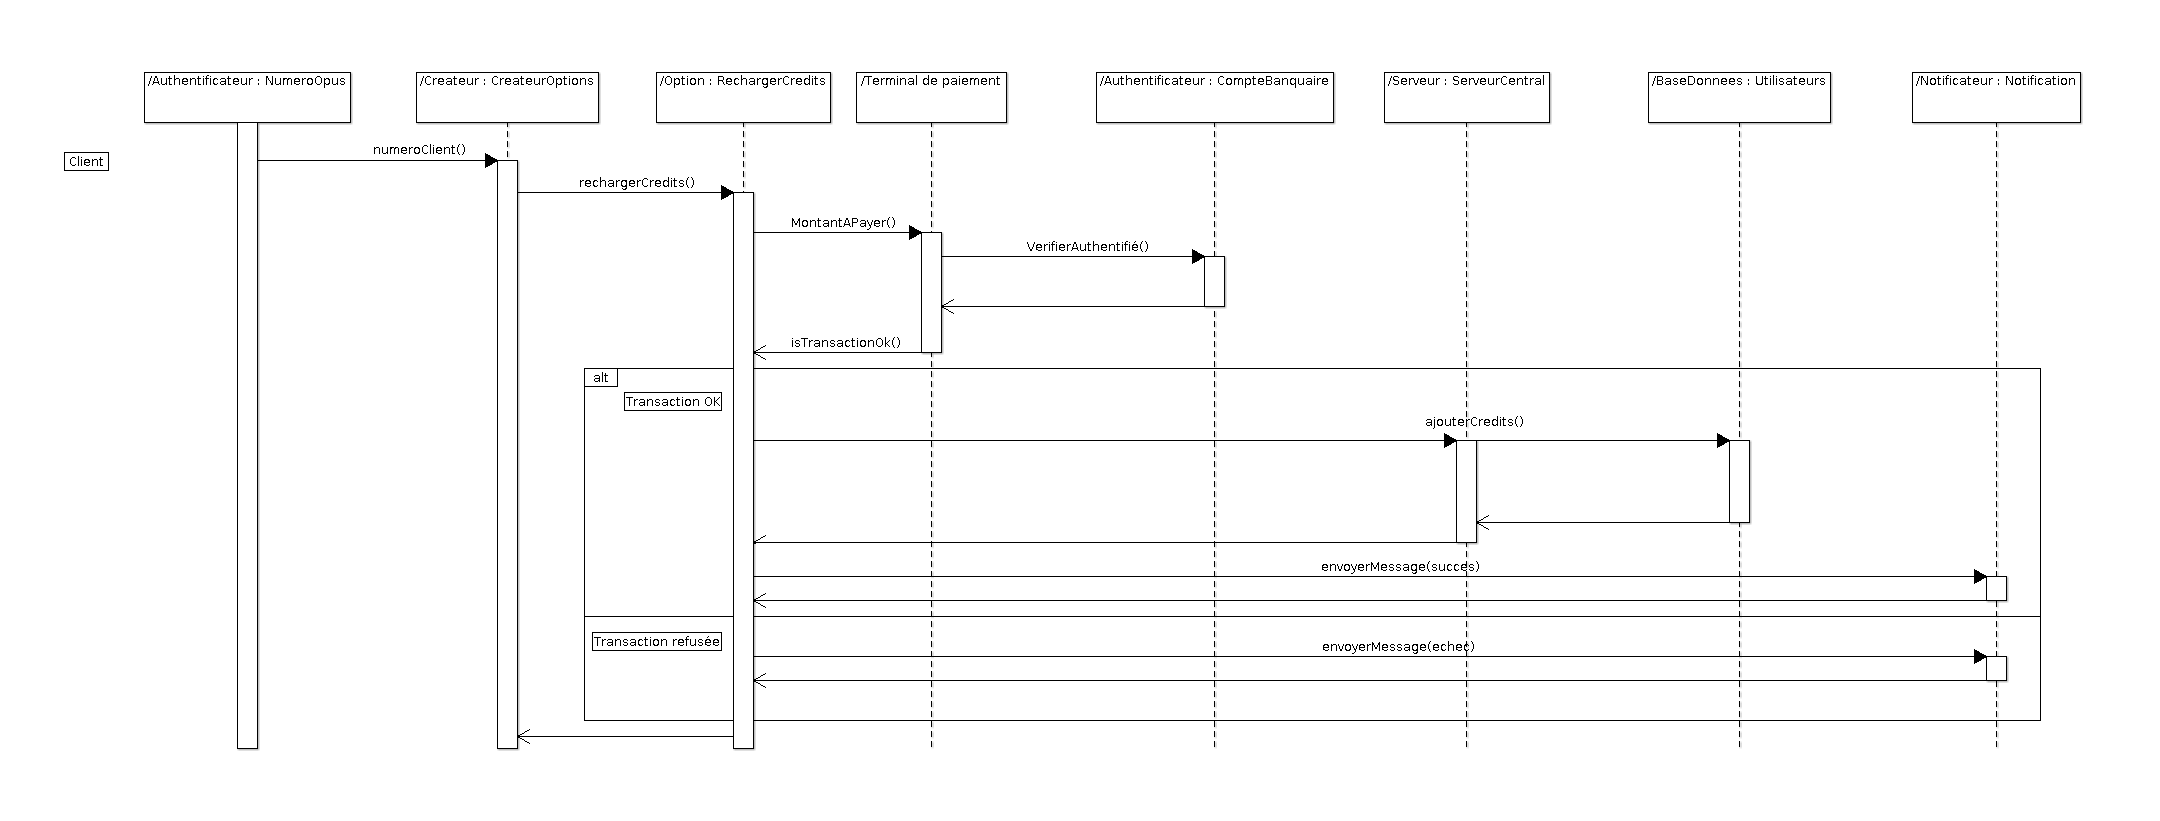 /Authentificateur : NumeroOpus
/Createur : CreateurOptions
/Option : RechargerCredits
/Terminal de paiement
/Authentificateur : CompteBanquaire
/Serveur : ServeurCentral
/BaseDonnees : Utilisateurs
/Notificateur : Notification
Client
numeroClient()
rechargerCredits()
MontantAPayer()
VerifierAuthentifié()
isTransactionOk()
alt
Transaction OK
ajouterCredits()
envoyerMessage(succes)
Transaction refusée
envoyerMessage(echec)